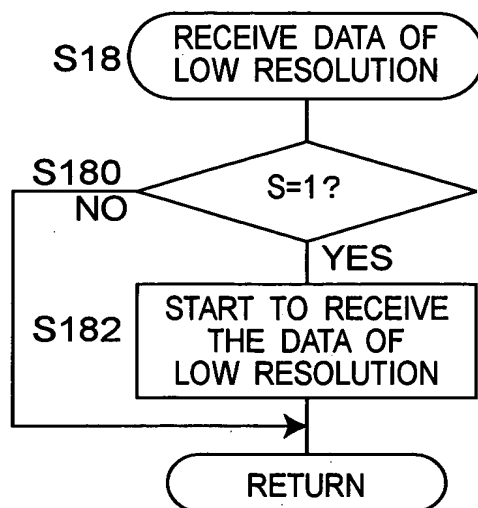 RECEIVE DATA OF
S18
LOW RESOLUTION
S180
S=1?
NO
YES
START TO RECEIVE
S182
THE DATA OF
LOW RESOLUTION
RETURN